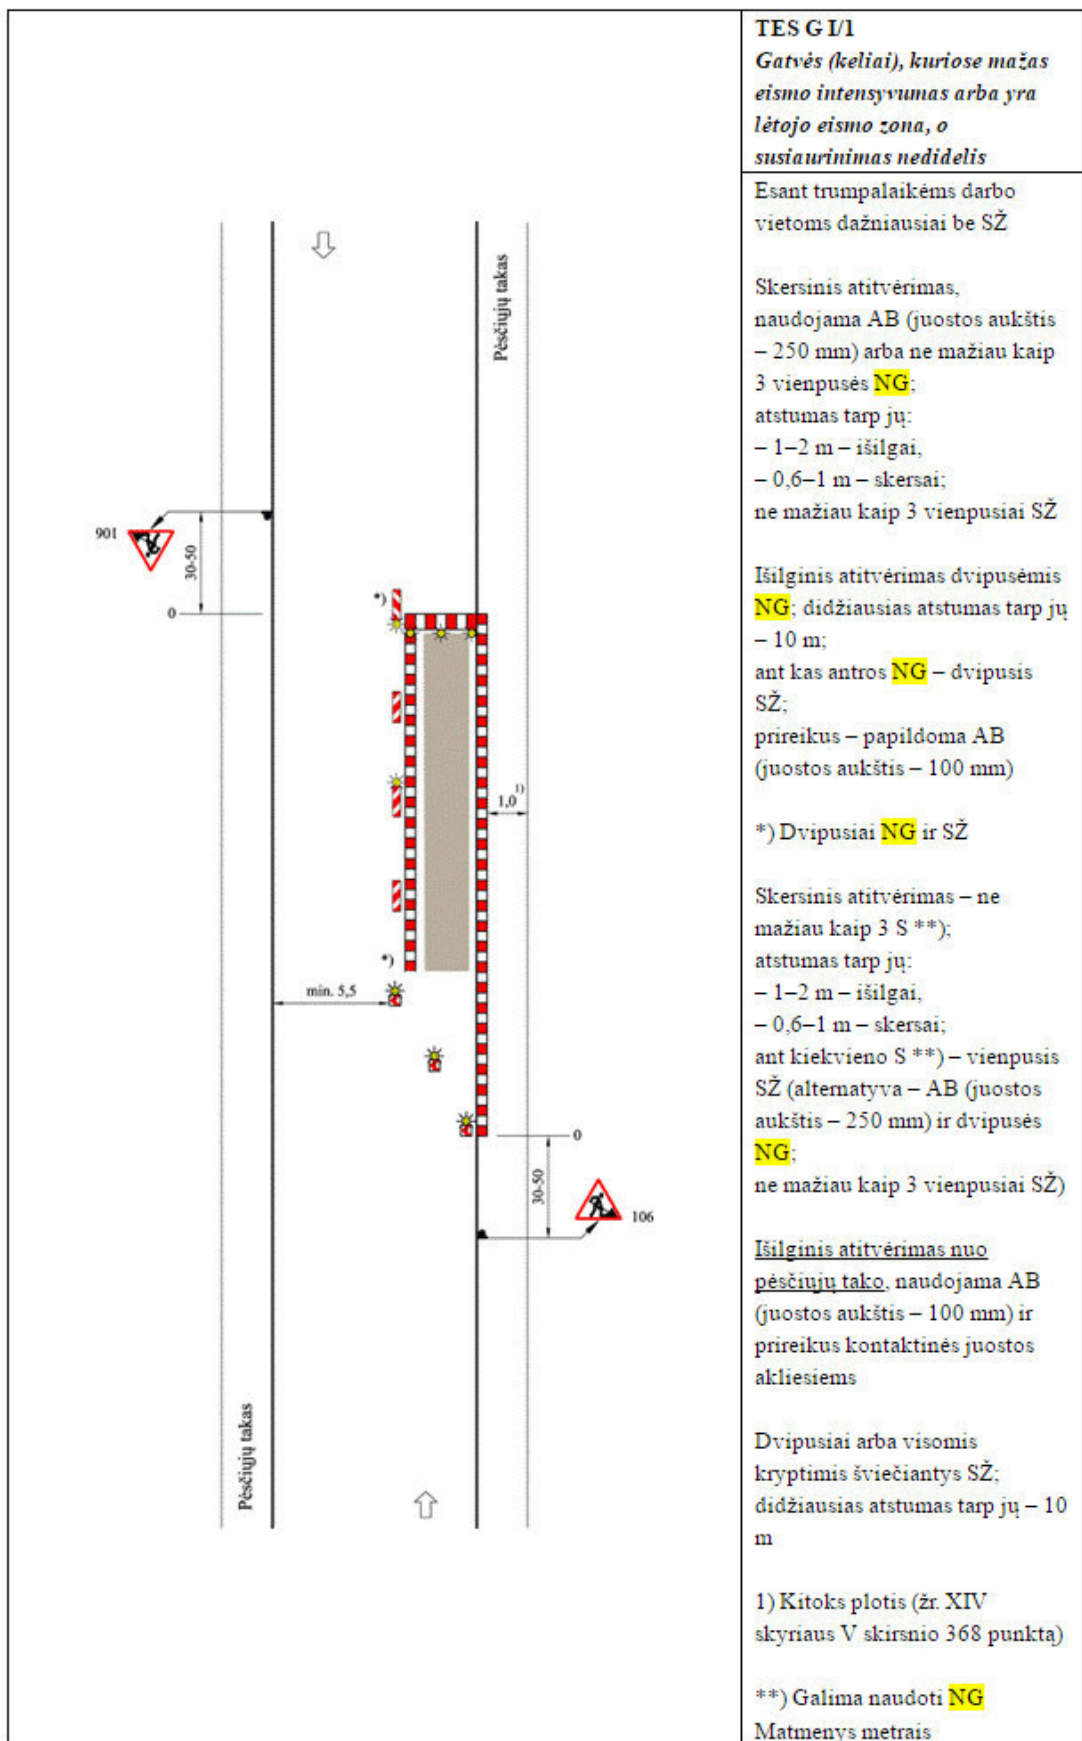 TES G I/1
Gatvės (keliai), kuriose mažas
eismo intensyvumas arba yra
lėtojo eismo zona, o
susiaurinimas nedidelis
Esant trumpalaikėms darbo
vietoms dažniausiai be SŽ
Skersinis atitvėrimas,
naudojama AB (juostos aukštis
– 250 mm) arba ne mažiau kaip
3 vienpusės NG;
atstumas tarp jų:
– 1–2 m – išilgai,
– 0,6–1 m – skersai;
ne mažiau kaip 3 vienpusiai SŽ
Išilginis atitvėrimas dvipusėmis
NG; didžiausias atstumas tarp jų
– 10 m;
ant kas antros NG – dvipusis
SŽ;
prireikus – papildoma AB
(juostos aukštis – 100 mm)
*) Dvipusiai NG ir SŽ
Skersinis atitvėrimas – ne
mažiau kaip 3 S **);
atstumas tarp jų:
– 1–2 m – išilgai,
– 0,6–1 m – skersai;
ant kiekvieno S **) – vienpusis
SŽ (alternatyva – AB (juostos
aukštis – 250 mm) ir dvipusės
NG;
ne mažiau kaip 3 vienpusiai SŽ)
Išilginis atitvėrimas nuo
pėsčiųjų tako, naudojama AB
(juostos aukštis – 100 mm) ir
prireikus kontaktinės juostos
akliesiems
Dvipusiai arba visomis
kryptimis šviečiantys SŽ;
didžiausias atstumas tarp jų – 10
m
1) Kitoks plotis (žr. XIV
skyriaus V skirsnio 368 punktą)
**) Galima naudoti NG
Matmenys metrais
Pėsčiųjų takas
901
30-50
0
*)
1,0 1)
*)
min. 5,5
0
30-50
106
Pėsčiųjų takas